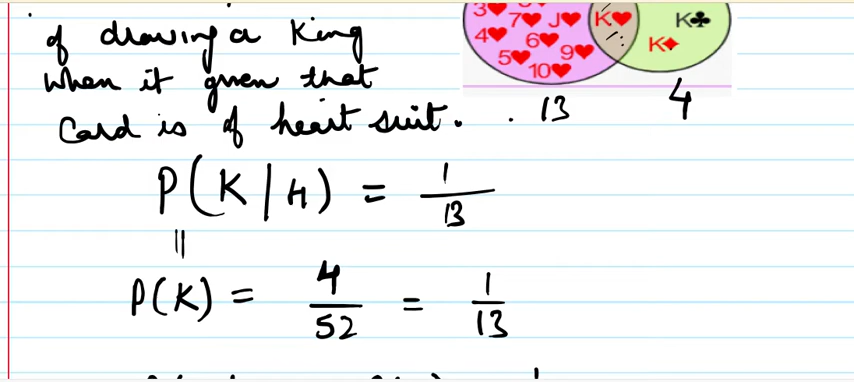 of drawing a King
when it given that
Card is of heart suit.
3♥
7♥ J♥ K♥ K♣
4♥ 6♥ 9♥ K♦
5♥ 10♥
13 4
P(K/H) = 1/13
||
P(K) = 4/52 = 1/13